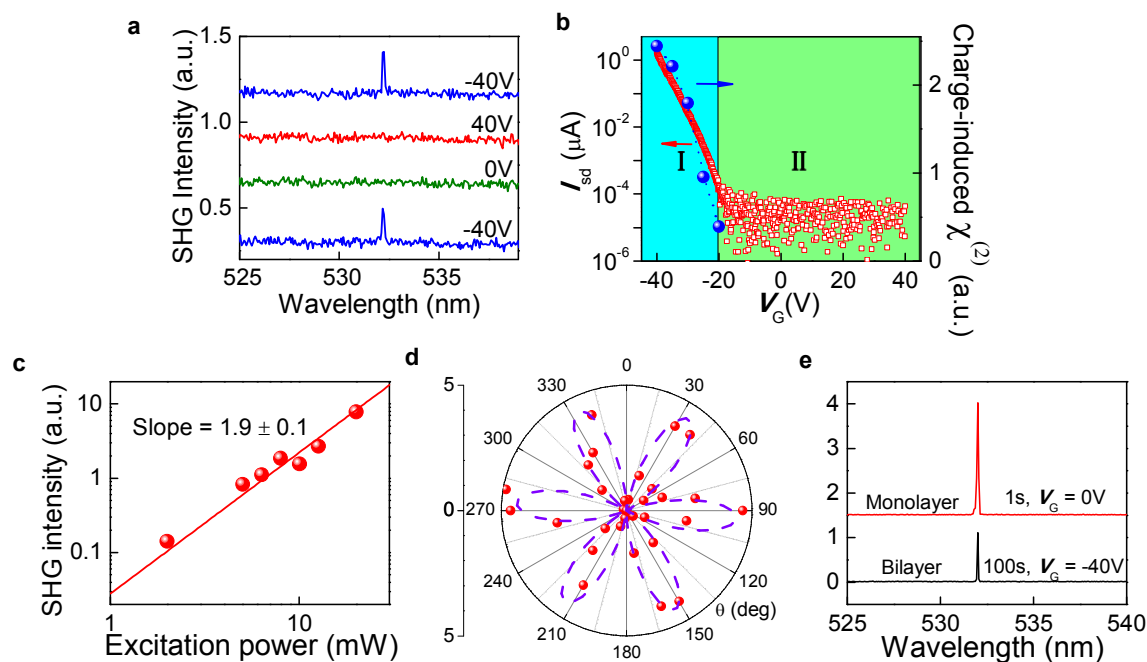 a
SHG Intensity (a.u.)
1.5
1.0
0.5
-40V
40V
0V
-40V
525 530 535
Wavelength (nm)
b
I_sd (μA)
10^0
10^-2
10^-4
10^-6
I
II
2
1
0
Charge-induced χ^(2) (a.u.)
-40 -20 0 20 40
V_G(V)
c
SHG intensity (a.u.)
10
1
0.1
Slope = 1.9 ± 0.1
1 10
Excitation power (mW)
d
5
0
5
0
30
60
90
120
150
180
210
240
270
300
330
θ (deg)
e
4
3
2
1
0
Monolayer 1s, V_G = 0V
Bilayer 100s, V_G = -40V
525 530 535 540
Wavelength (nm)